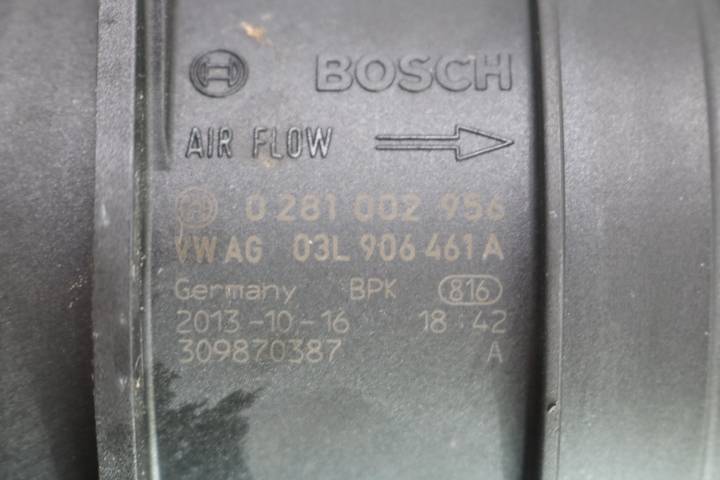 BOSCH
AIR FLOW
0 281 002 956
VW AG 03L 906 461 A
Germany BPK 816
2013-10-16 18:42
309870387 A